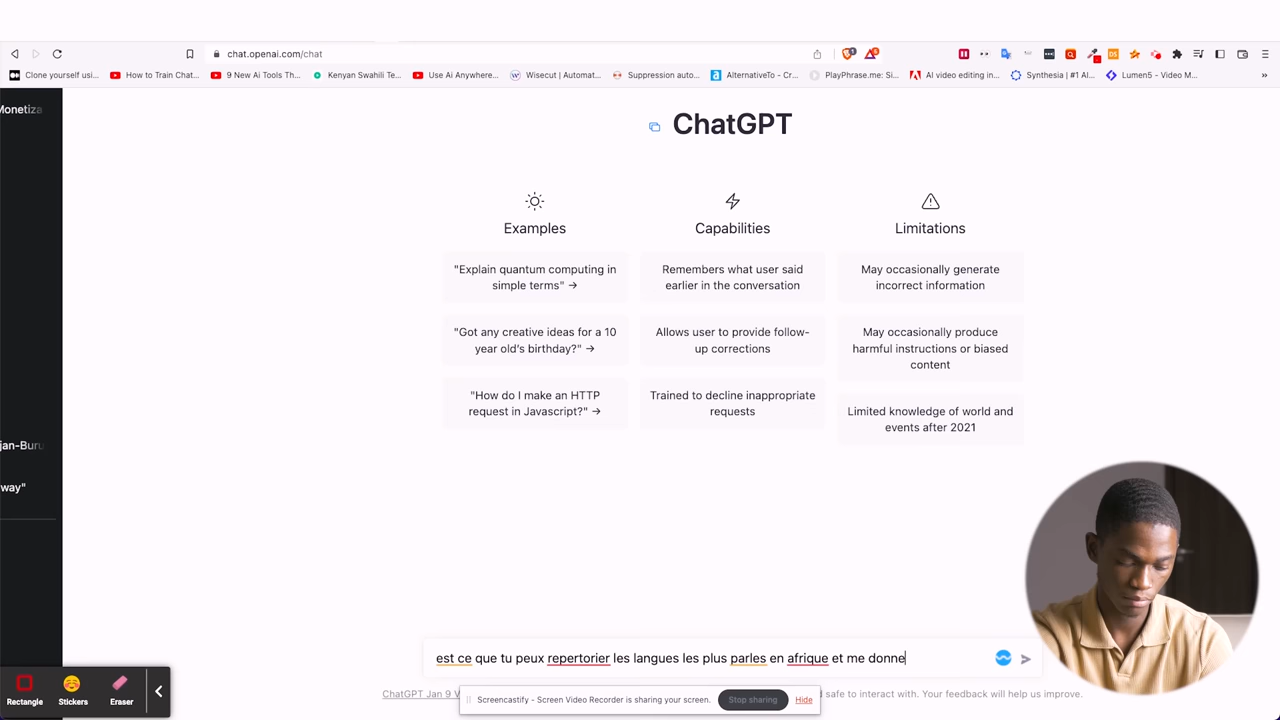 chat.openai.com/chat
Clone yourself usi...
How to Train Chat...
9 New Ai Tools Th...
Kenyan Swahili Te...
Use Ai Anywhere...
Wisecut | Automat...
Suppression auto...
AlternativeTo - Cr...
PlayPhrase.me: Si...
AI video editing in...
Synthesia | #1 AI...
Lumen5 - Video M...
»
Monetiza
ChatGPT
Examples
Capabilities
Limitations
"Explain quantum computing in
simple terms" →
Remembers what user said
earlier in the conversation
May occasionally generate
incorrect information
"Got any creative ideas for a 10
year old's birthday?" →
Allows user to provide follow-
up corrections
May occasionally produce
harmful instructions or biased
content
"How do I make an HTTP
request in Javascript?" →
Trained to decline inappropriate
requests
Limited knowledge of world and
events after 2021
jan-Buru
way"
est ce que tu peux repertorier les langues les plus parles en afrique et me donne
Rectangle
Stickers
Eraser
ChatGPT Jan 9 V
Screencastify - Screen Video Recorder is sharing your screen.
Stop sharing
Hide
safe to interact with. Your feedback will help us improve.